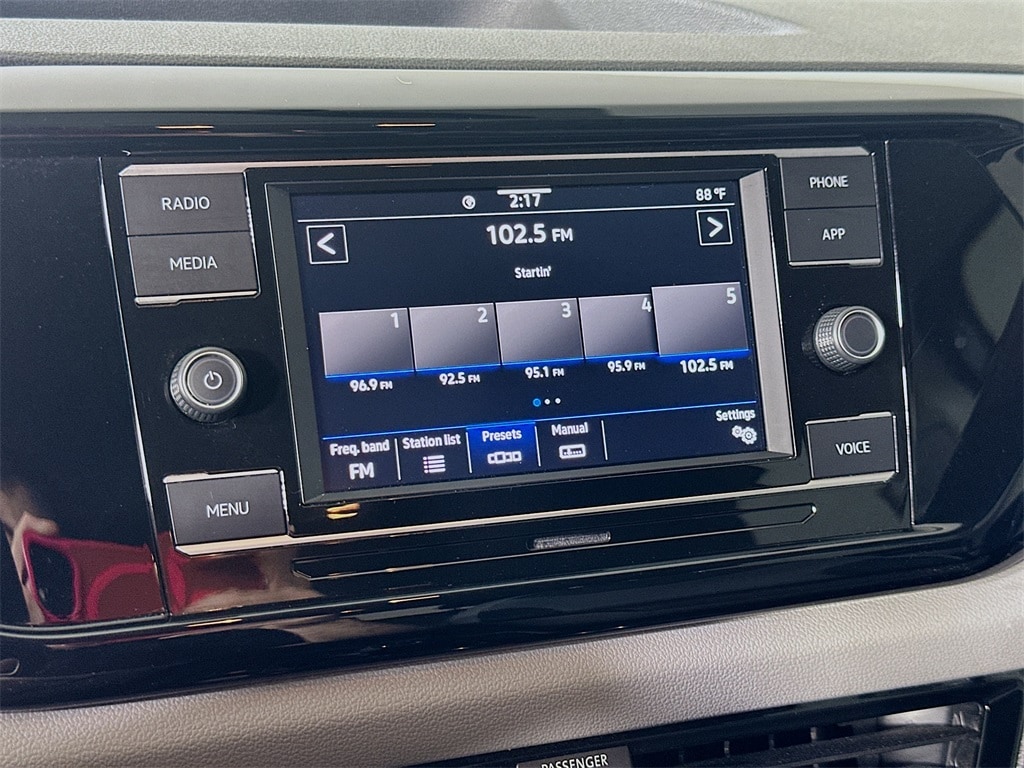 RADIO
MEDIA
MENU
2:17
88°F
<
102.5 FM
>
Startin'
1
2
3
4
5
96.9 FM
92.5 FM
95.1 FM
95.9 FM
102.5 FM
Freq. band
FM
Station list
Presets
Manual
Settings
PHONE
APP
VOICE
PASSENGER